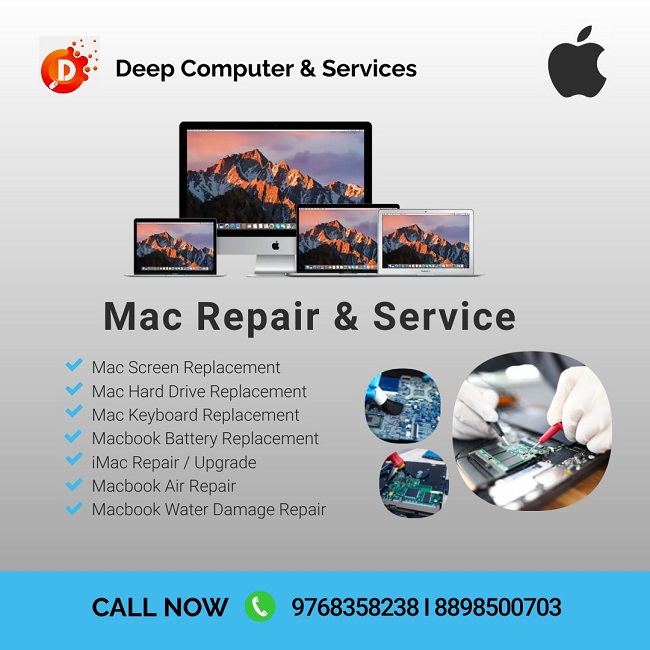 D
Deep Computer & Services
Mac Repair & Service
Mac Screen Replacement
Mac Hard Drive Replacement
Mac Keyboard Replacement
Macbook Battery Replacement
iMac Repair / Upgrade
Macbook Air Repair
Macbook Water Damage Repair
CALL NOW 9768358238 I 8898500703